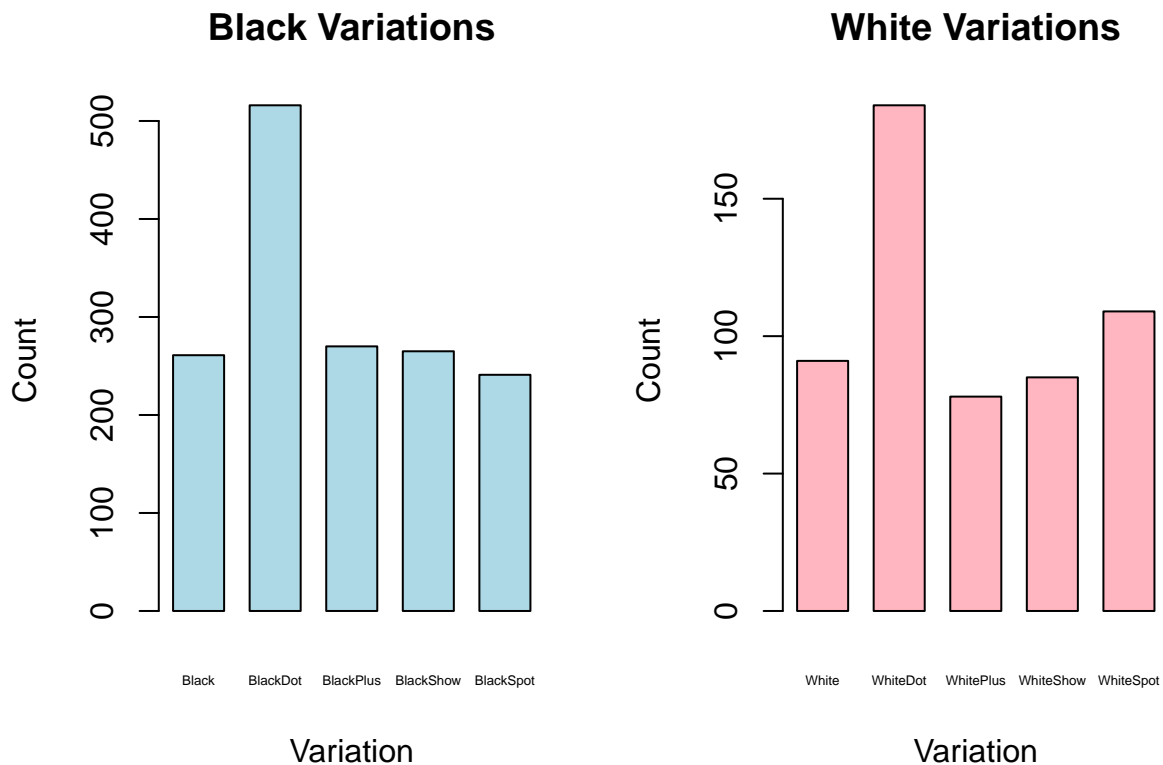 Black Variations
Count
500
400
300
200
100
0
Black BlackDot BlackPlus BlackShow BlackSpot
Variation
White Variations
Count
150
100
50
0
White WhiteDot WhitePlus WhiteShow WhiteSpot
Variation